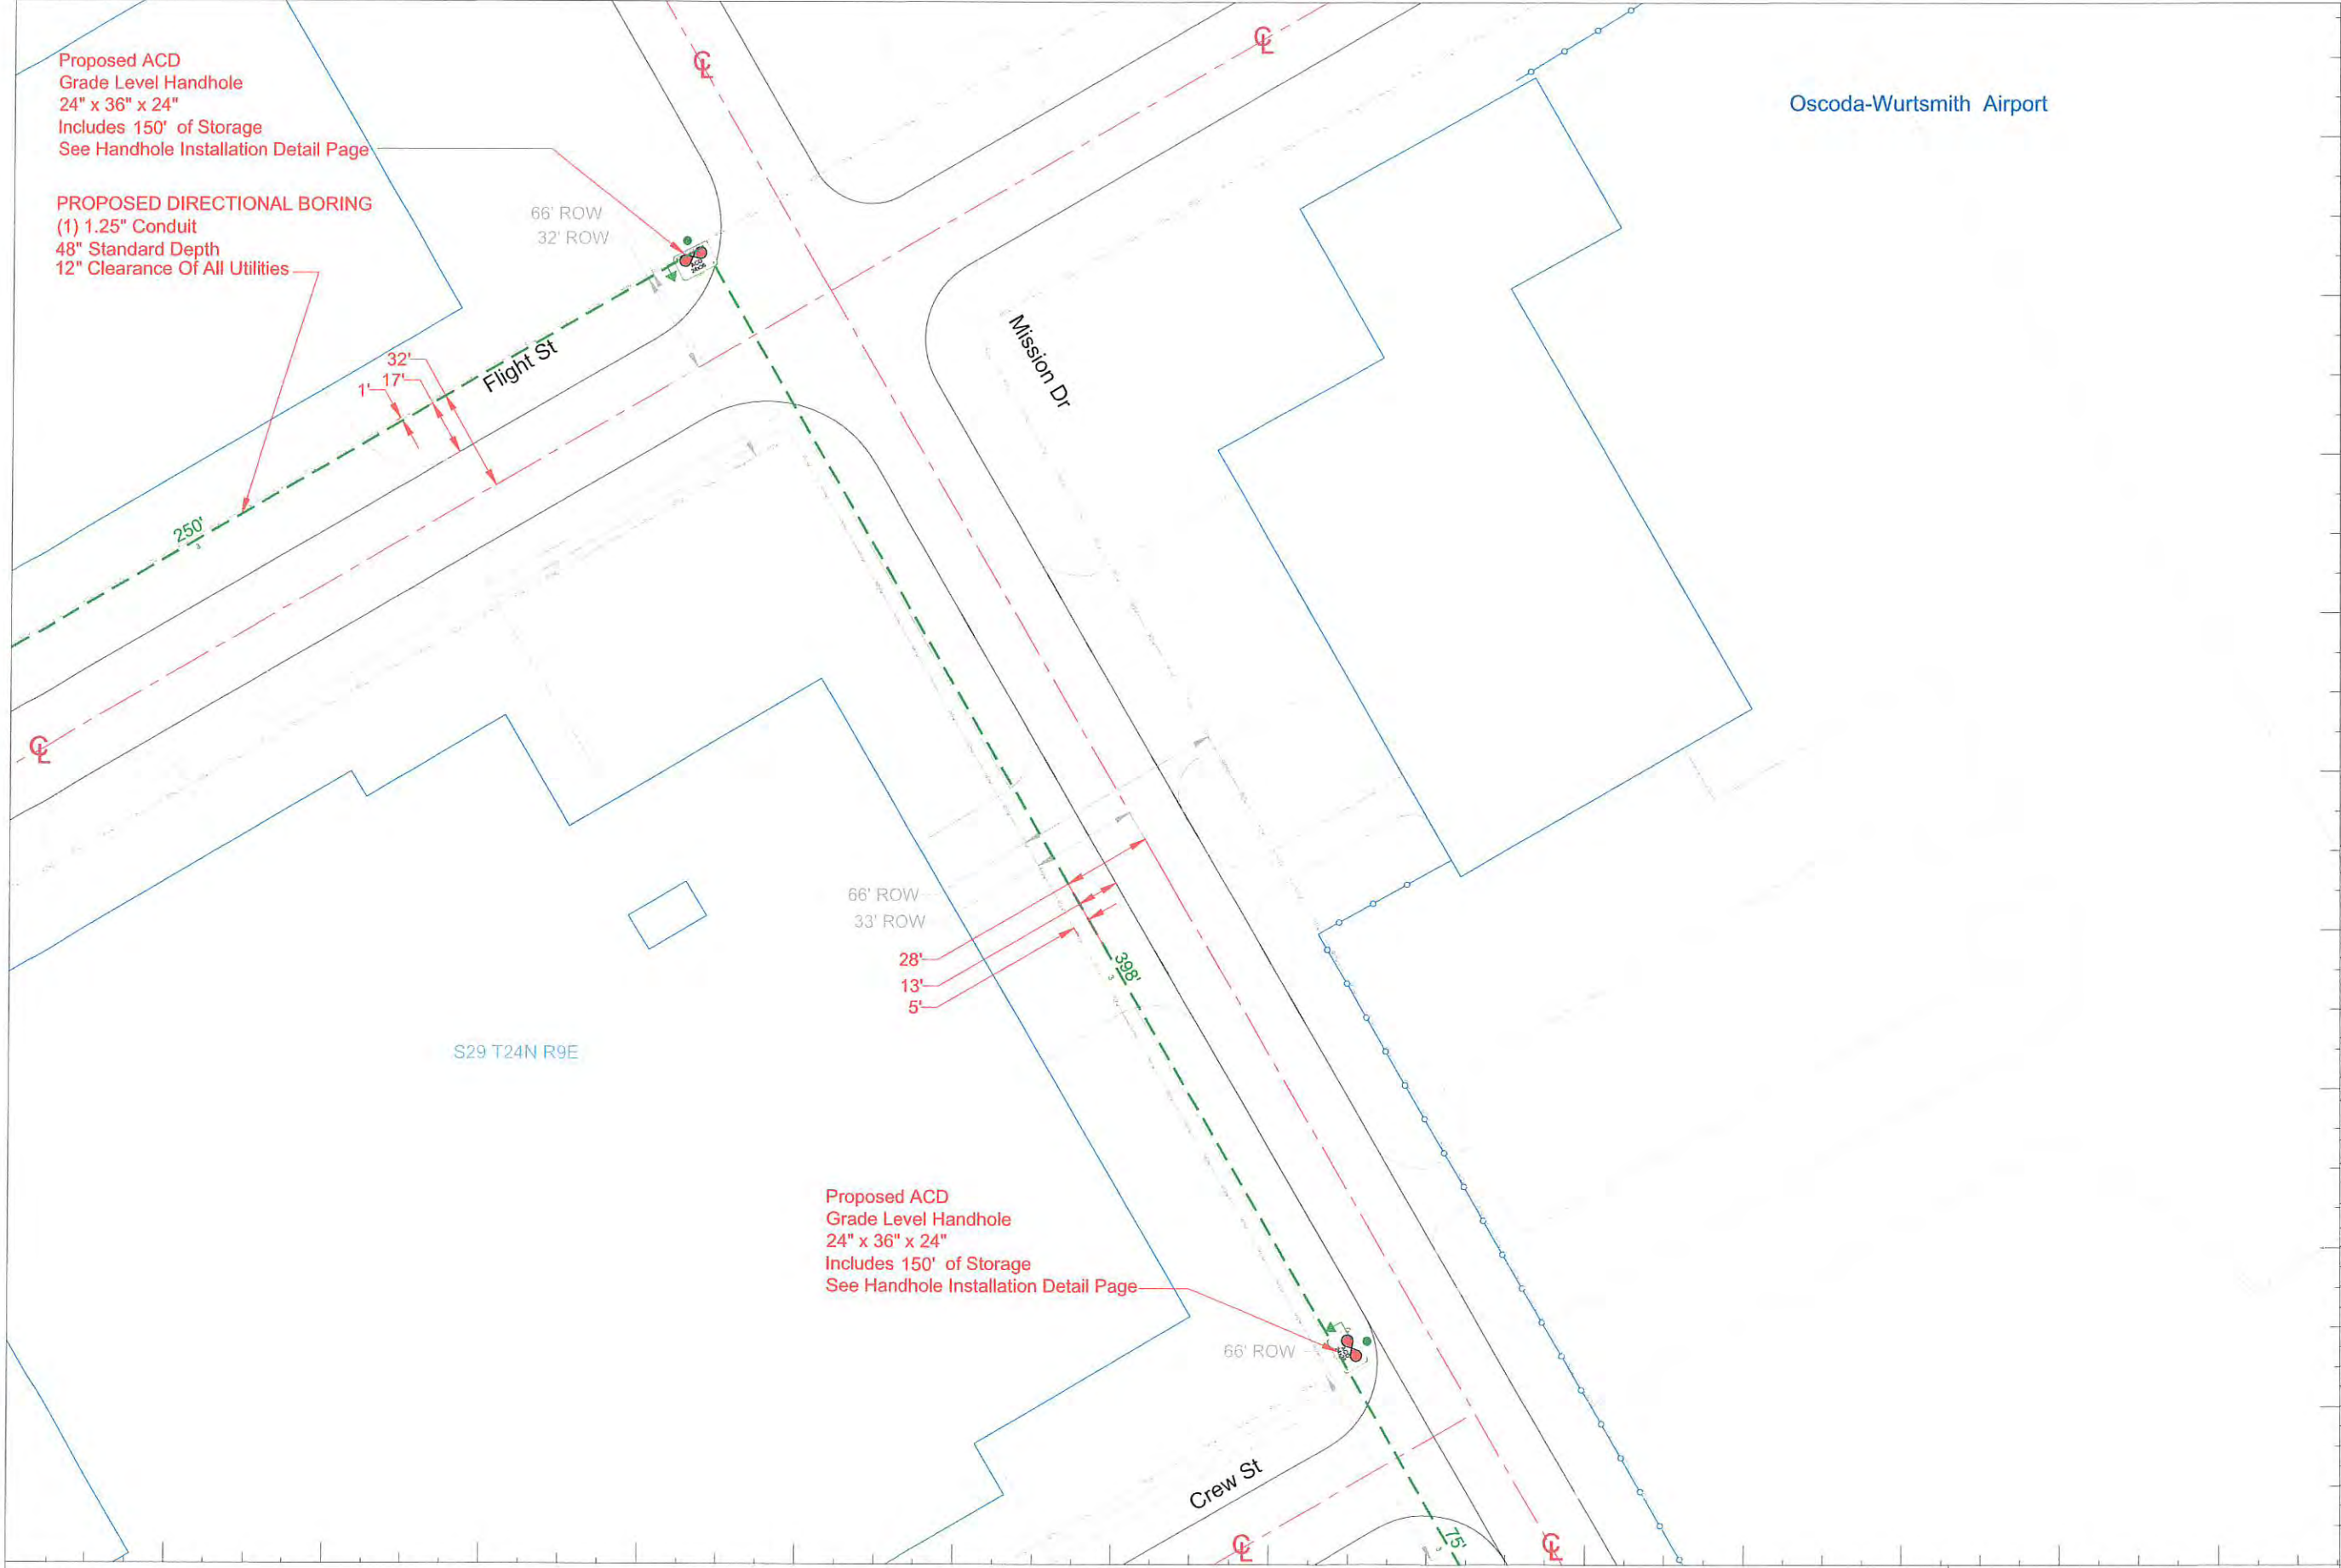 Proposed ACD
Grade Level Handhole
24" x 36" x 24"
Includes 150' of Storage
See Handhole Installation Detail Page
PROPOSED DIRECTIONAL BORING
(1) 1.25" Conduit
48" Standard Depth
12" Clearance Of All Utilities
66' ROW
32' ROW
Oscoda-Wurtsmith Airport
Flight St
Mission Dr
32'
17'
1'
250'
66' ROW
33' ROW
28'
13'
5'
398'
S29 T24N R9E
Proposed ACD
Grade Level Handhole
24" x 36" x 24"
Includes 150' of Storage
See Handhole Installation Detail Page
66' ROW
Crew St
75'